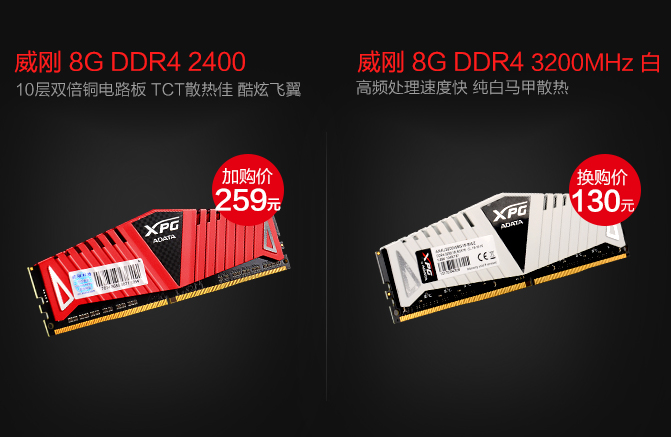 威刚 8G DDR4 2400
10层双倍铜电路板 TCT散热佳 酷炫飞翼
加购价
259元
XPG
ADATA
威刚 8G DDR4 3200MHz 白
高频处理速度快 纯白马甲散热
换购价
130元
XPG
ADATA
XPG
ADATA
CE